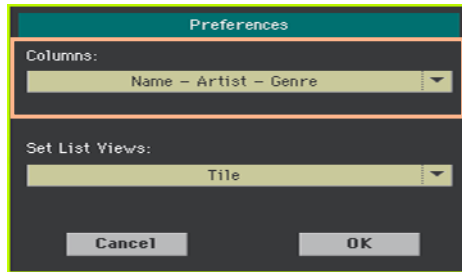 Preferences
Columns:
Name – Artist – Genre
Set List Views:
Tile
Cancel OK